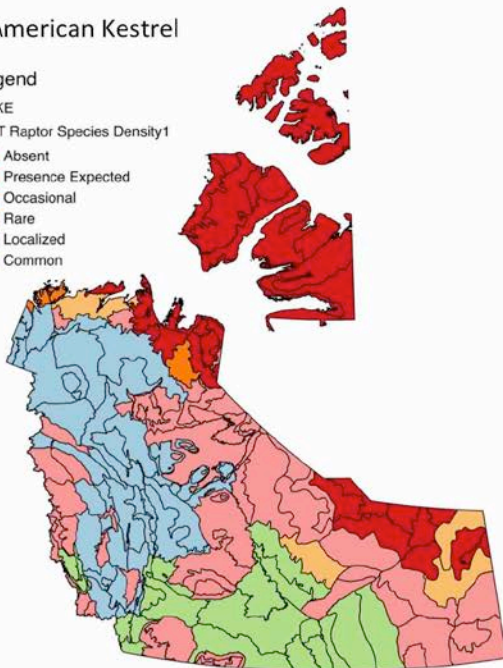 American Kestrel
gend
KE
T Raptor Species Density1
Absent
Presence Expected
Occasional
Rare
Localized
Common